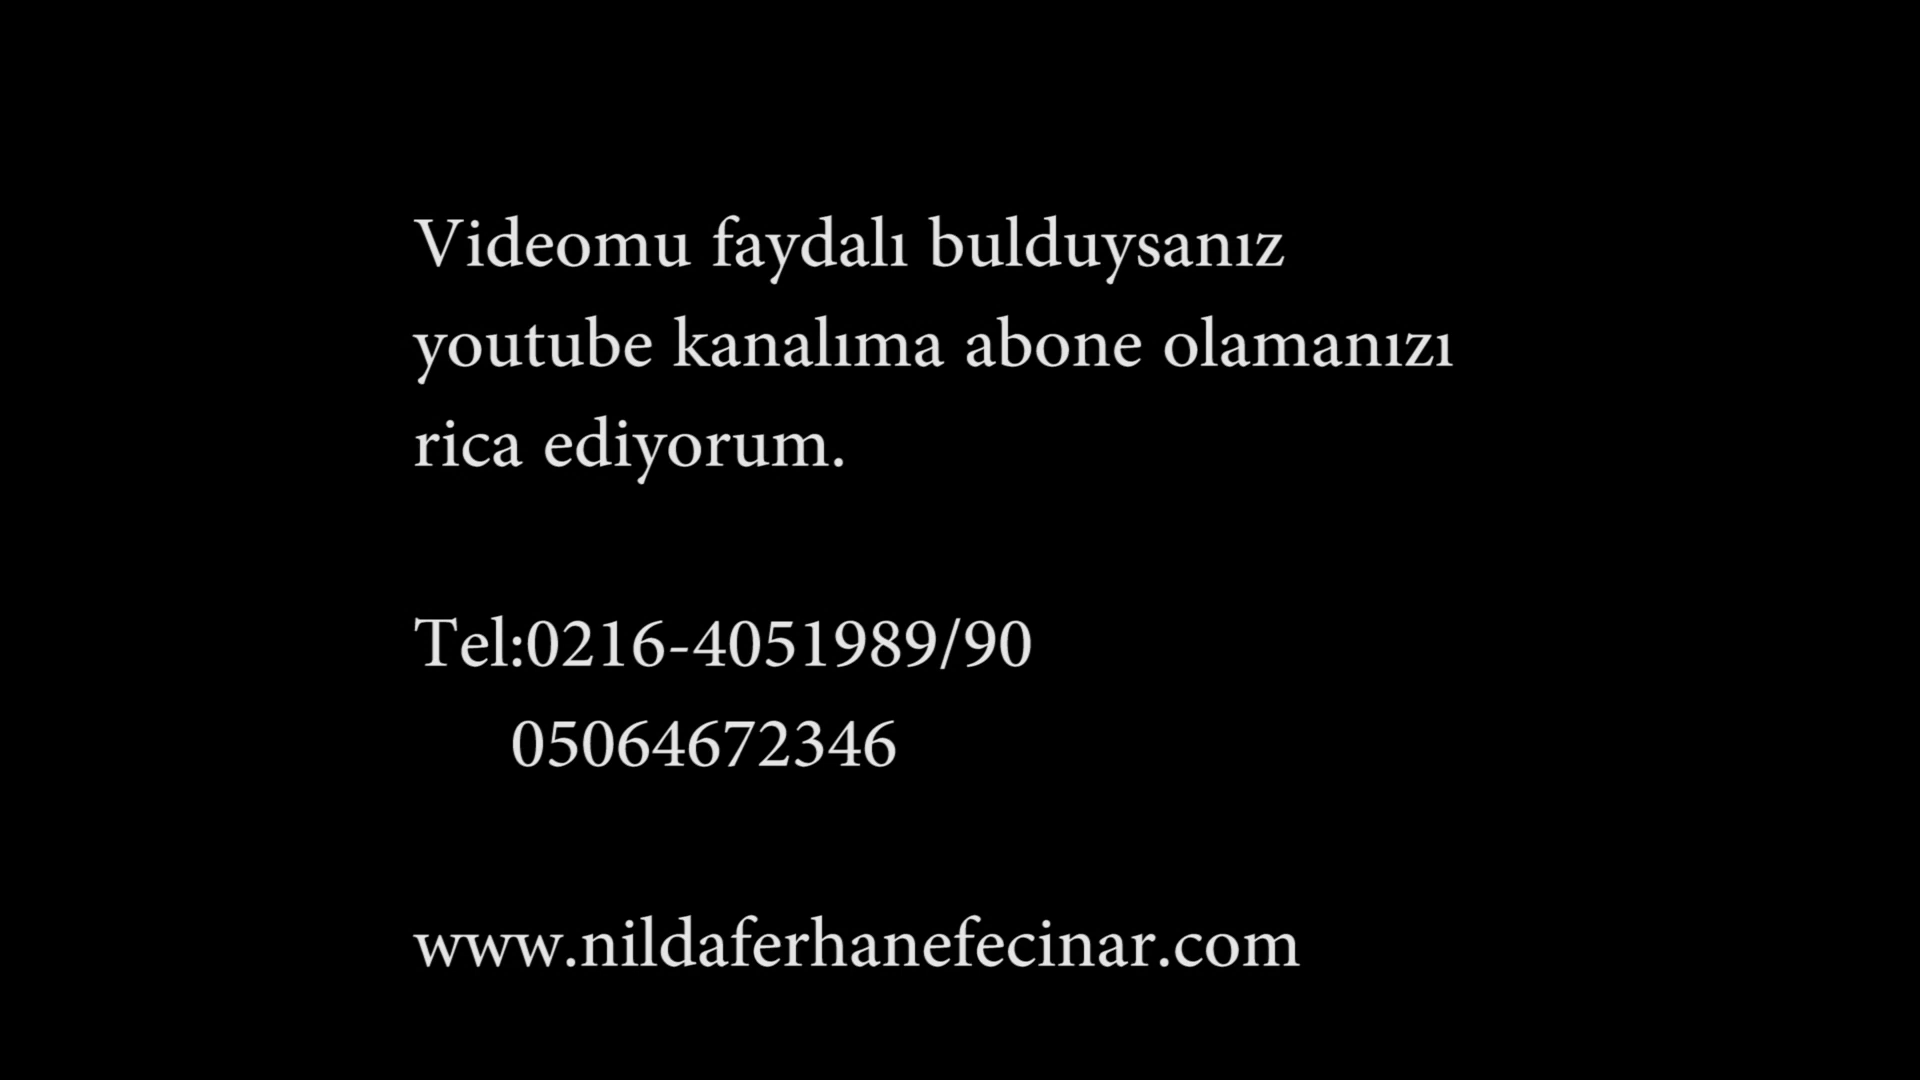 Videomu faydalı bulduysanız
youtube kanalıma abone olamanızı
rica ediyorum.
Tel:0216-4051989/90
05064672346
www.nildaferhanefecinar.com